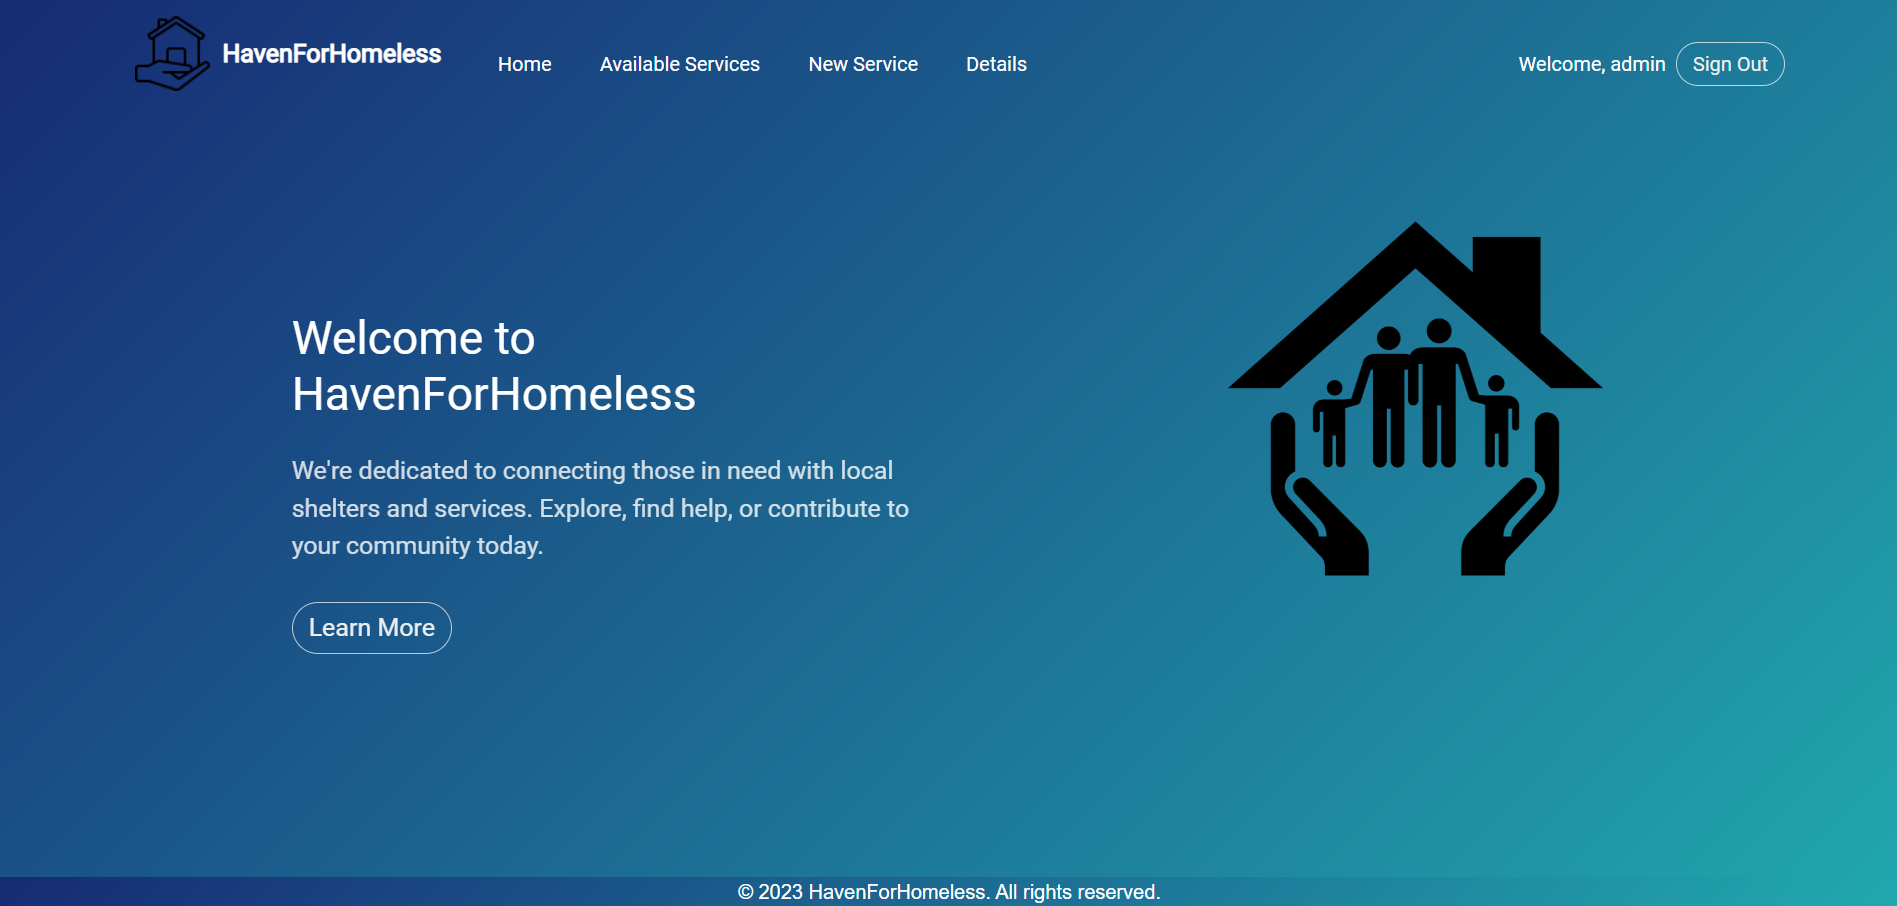 HavenForHomeless
Home
Available Services
New Service
Details
Welcome, admin
Sign Out
Welcome to
HavenForHomeless
We're dedicated to connecting those in need with local
shelters and services. Explore, find help, or contribute to
your community today.
Learn More
© 2023 HavenForHomeless. All rights reserved.